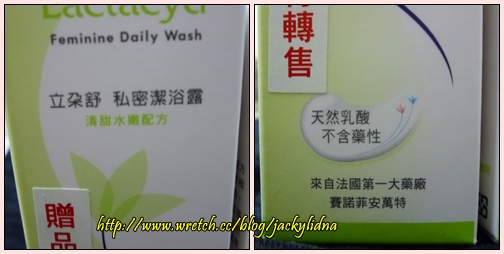 Lactacyd
Feminine Daily Wash
立朶舒 私密潔浴露
清甜水嫩配方
贈品
轉售
天然乳酸
不含藥性
來自法國第一大藥廠
賽諾菲安萬特
http://www.wretch.cc/blog/jackylidna